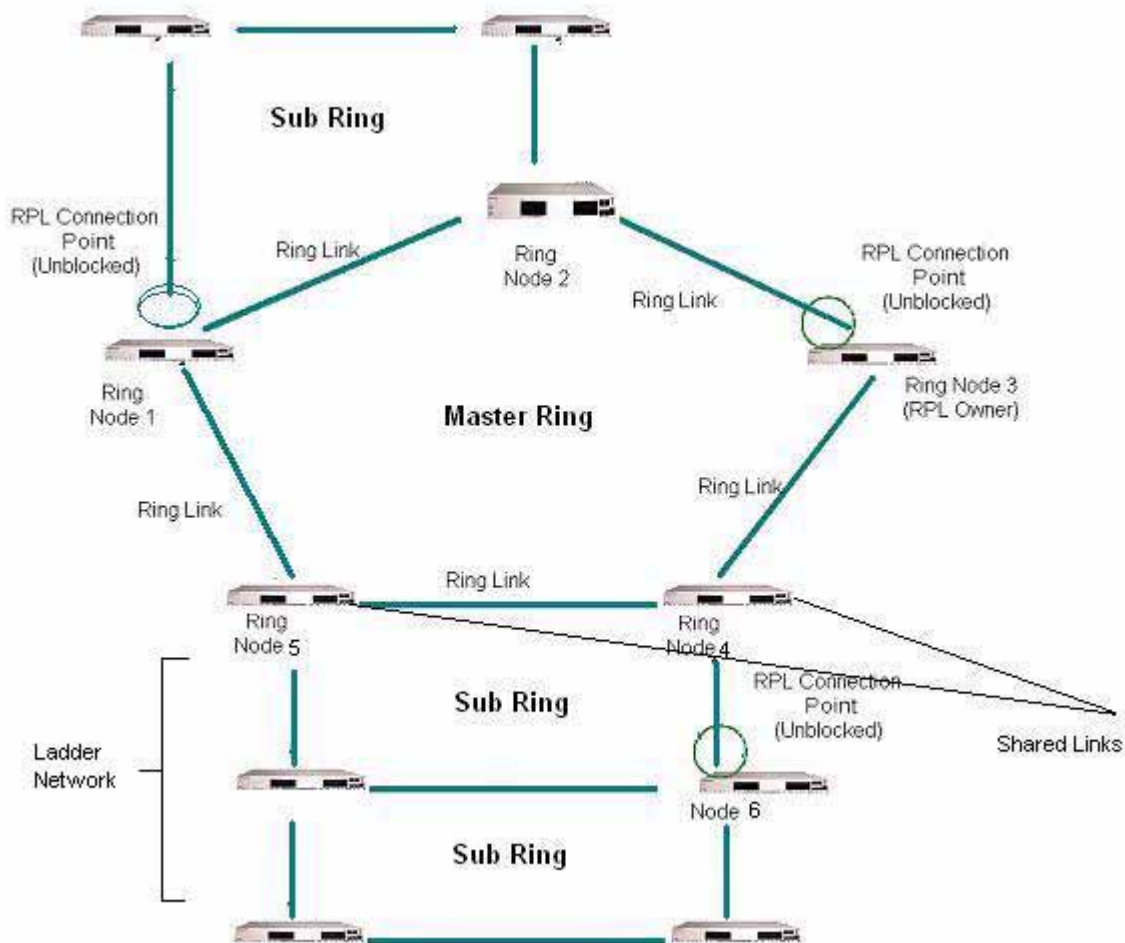 Sub Ring
RPL Connection
Point
(Unblocked)
Ring Link
Ring
Node 2
Ring Link
RPL Connection
Point
(Unblocked)
Ring
Node 1
Master Ring
Ring Node 3
(RPL Owner)
Ring Link
Ring Link
Ring Link
Ring
Node 5
Ring
Node 4
Sub Ring
RPL Connection
Point
(Unblocked)
Shared Links
Ladder
Network
Node 6
Sub Ring